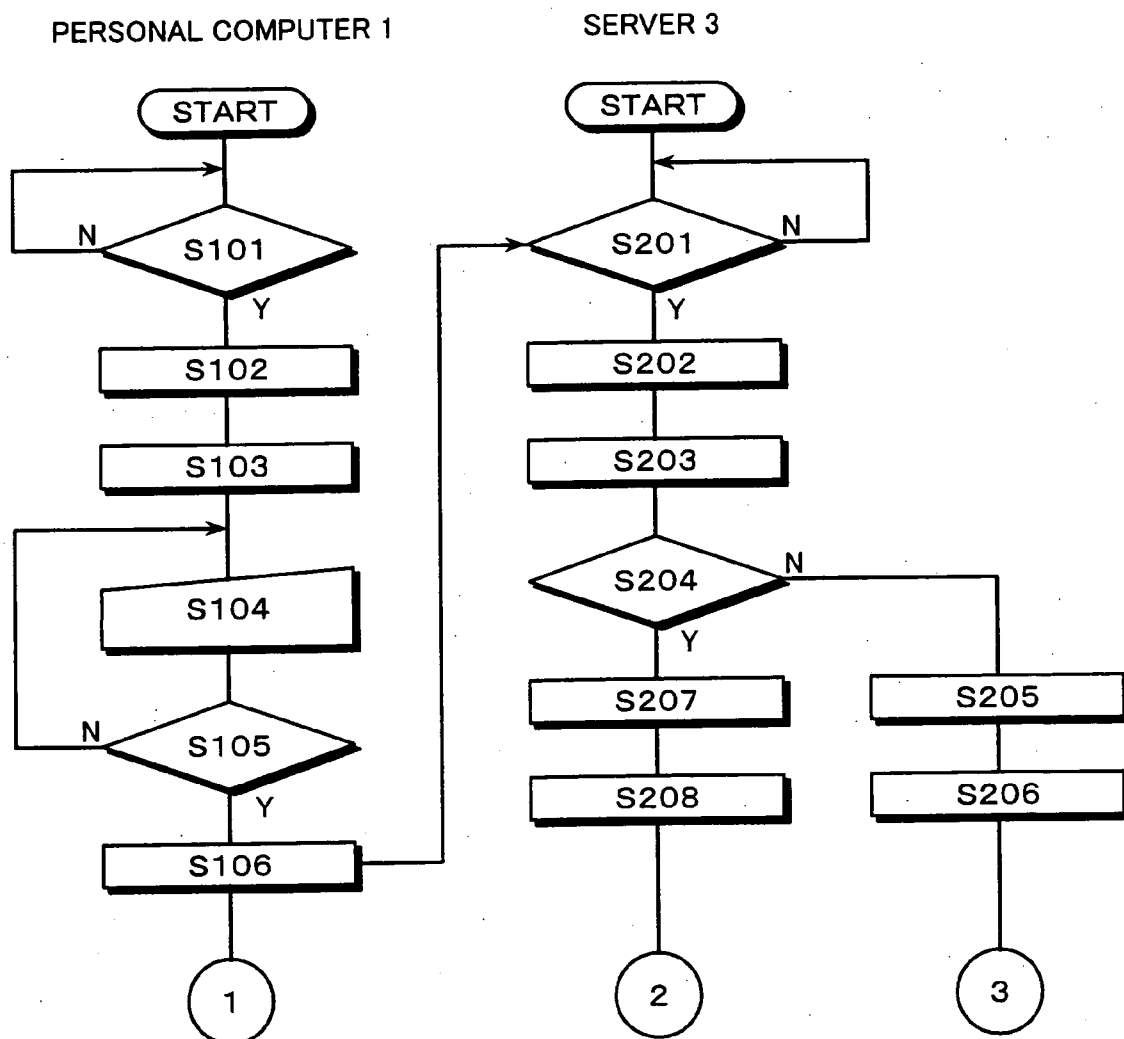 PERSONAL COMPUTER 1
START
N
S101
Y
S102
S103
S104
N
S105
Y
S106
1
SERVER 3
START
S201
N
Y
S202
S203
S204
N
Y
S207
S208
2
S205
S206
3